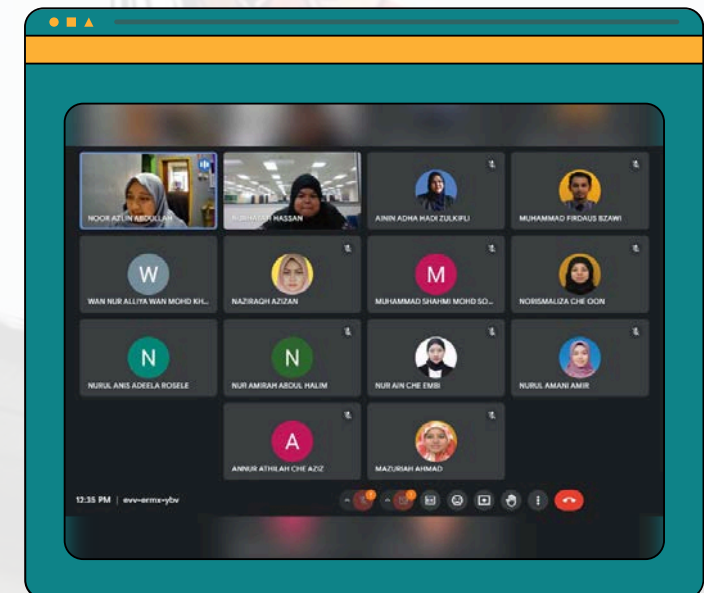 NOOR AZLIN ABDULLAH
HASSAN
AININ ADHA HADI ZULKIFLI
MUHAMMAD FIRDAUS BZAWI
W
WAN NUR ALLIYA WAN MOHD KH...
NAZIRAQH AZIZAN
M
MUHAMMAD SHAHMI MOHD SO...
NORISMALIZA CHE OON
N
NURUL ANIS ADEELA ROSELE
N
NUR AMIRAH ABDUL HALIM
NUR AIN CHE EMBI
NURUL AMANI AMIR
A
ANNUR ATHILAH CHE AZIZ
MAZURIAH AHMAD
12:35 PM | evv-ermx-ybv